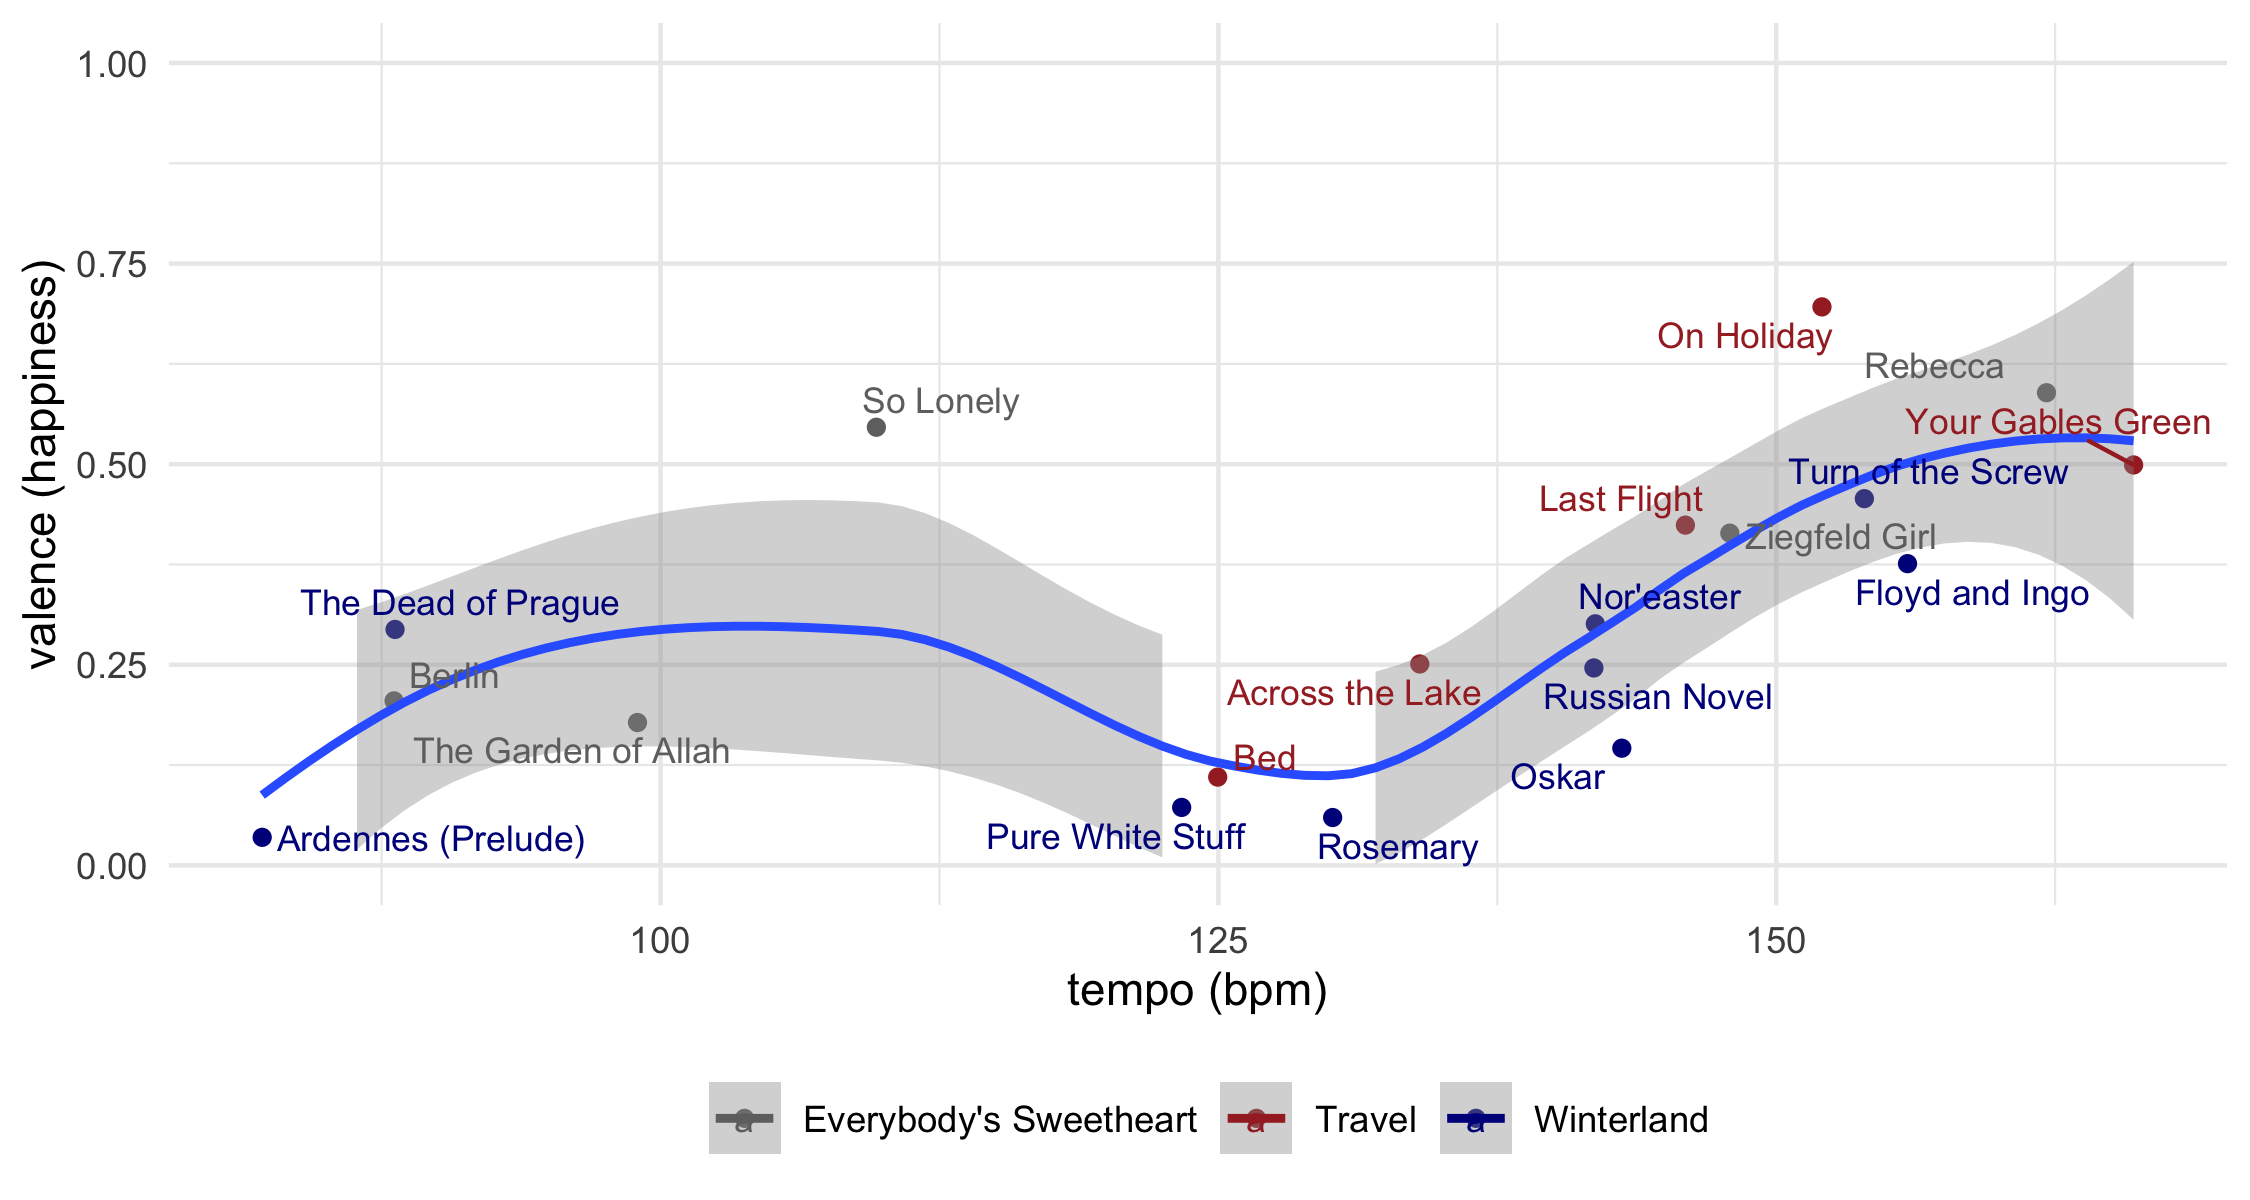 1.00
0.75
0.50
0.25
0.00
valence (happiness)
On Holiday
Rebecca
So Lonely
Your Gables Green
Turn of the Screw
Last Flight
Ziegfeld Girl
The Dead of Prague
Nor'easter
Floyd and Ingo
Berlin
Across the Lake
Russian Novel
The Garden of Allah
Bed
Oskar
Ardennes (Prelude)
Pure White Stuff
Rosemary
100
125
150
tempo (bpm)
a Everybody's Sweetheart
a Travel
a Winterland